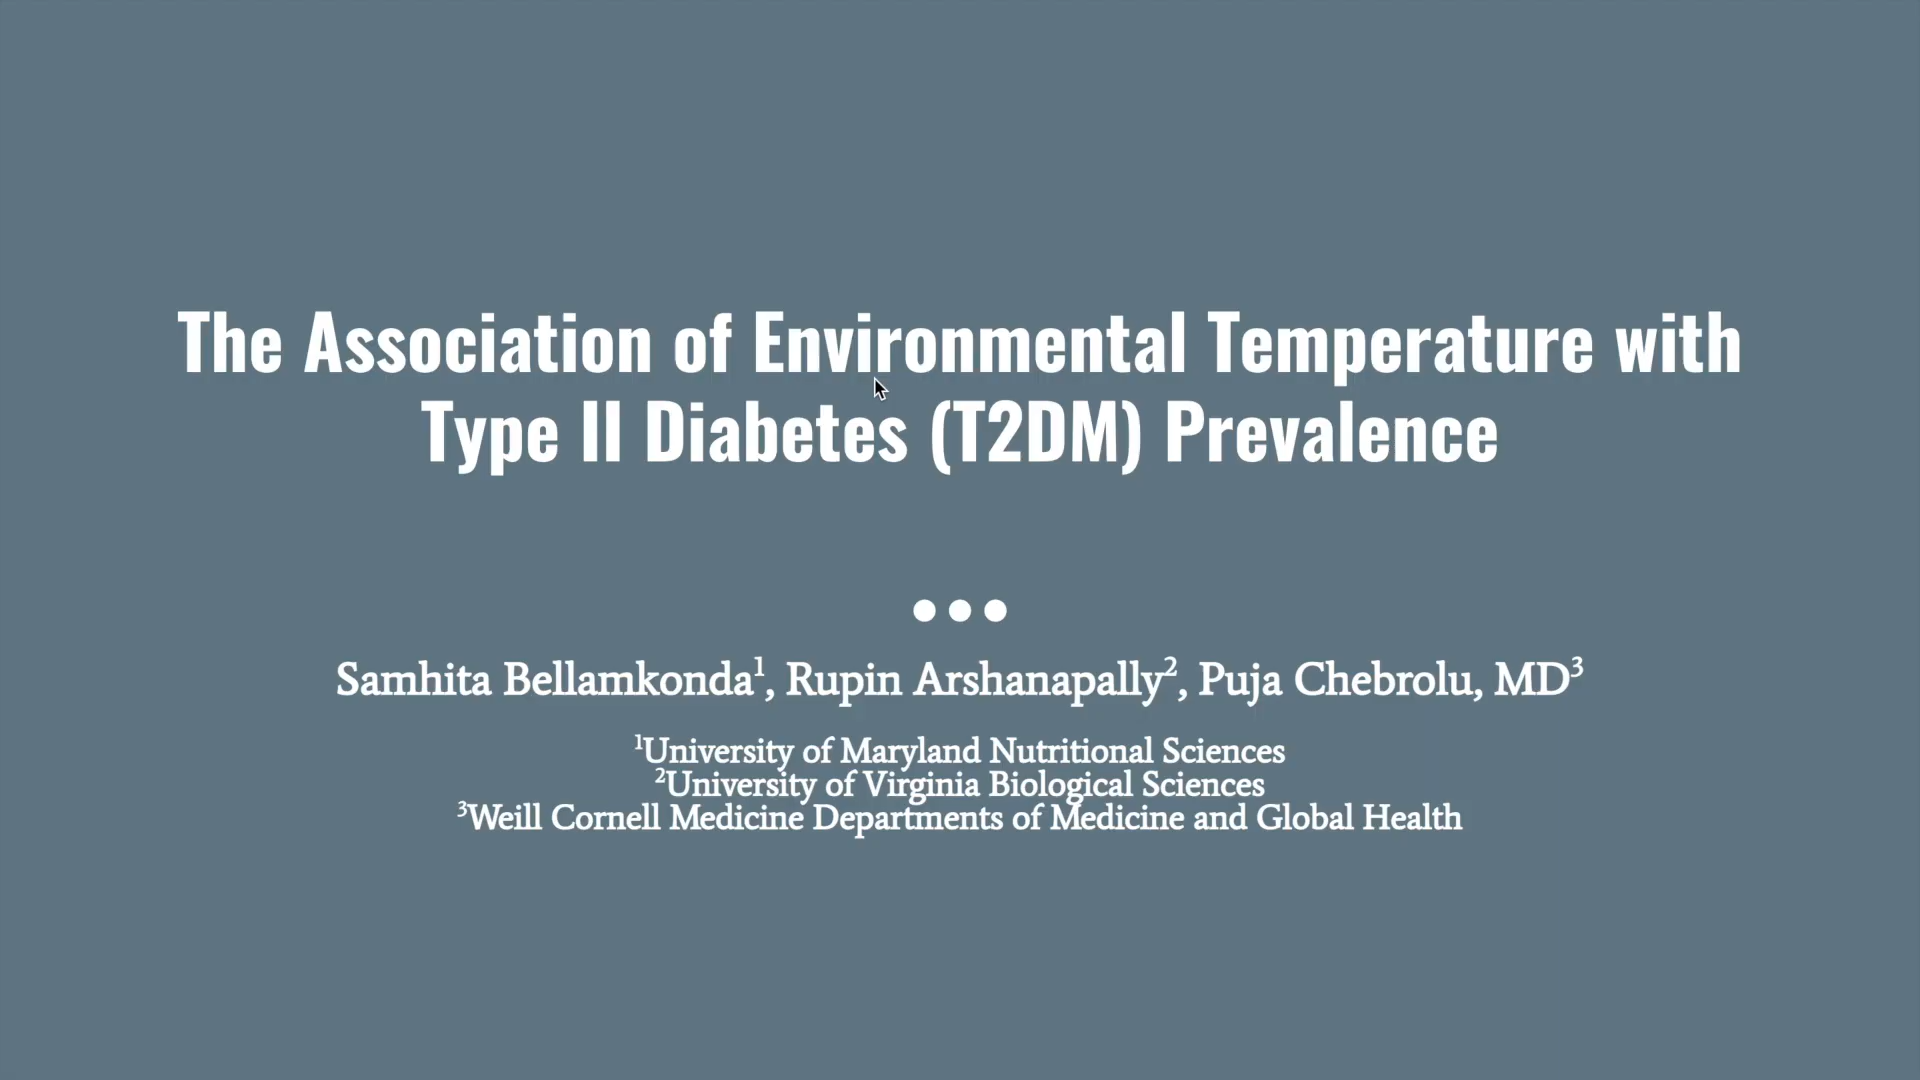 The Association of Environmental Temperature with
Type II Diabetes (T2DM) Prevalence
Samhita Bellamkonda¹, Rupin Arshanapally², Puja Chebrolu, MD³
¹University of Maryland Nutritional Sciences
²University of Virginia Biological Sciences
³Weill Cornell Medicine Departments of Medicine and Global Health